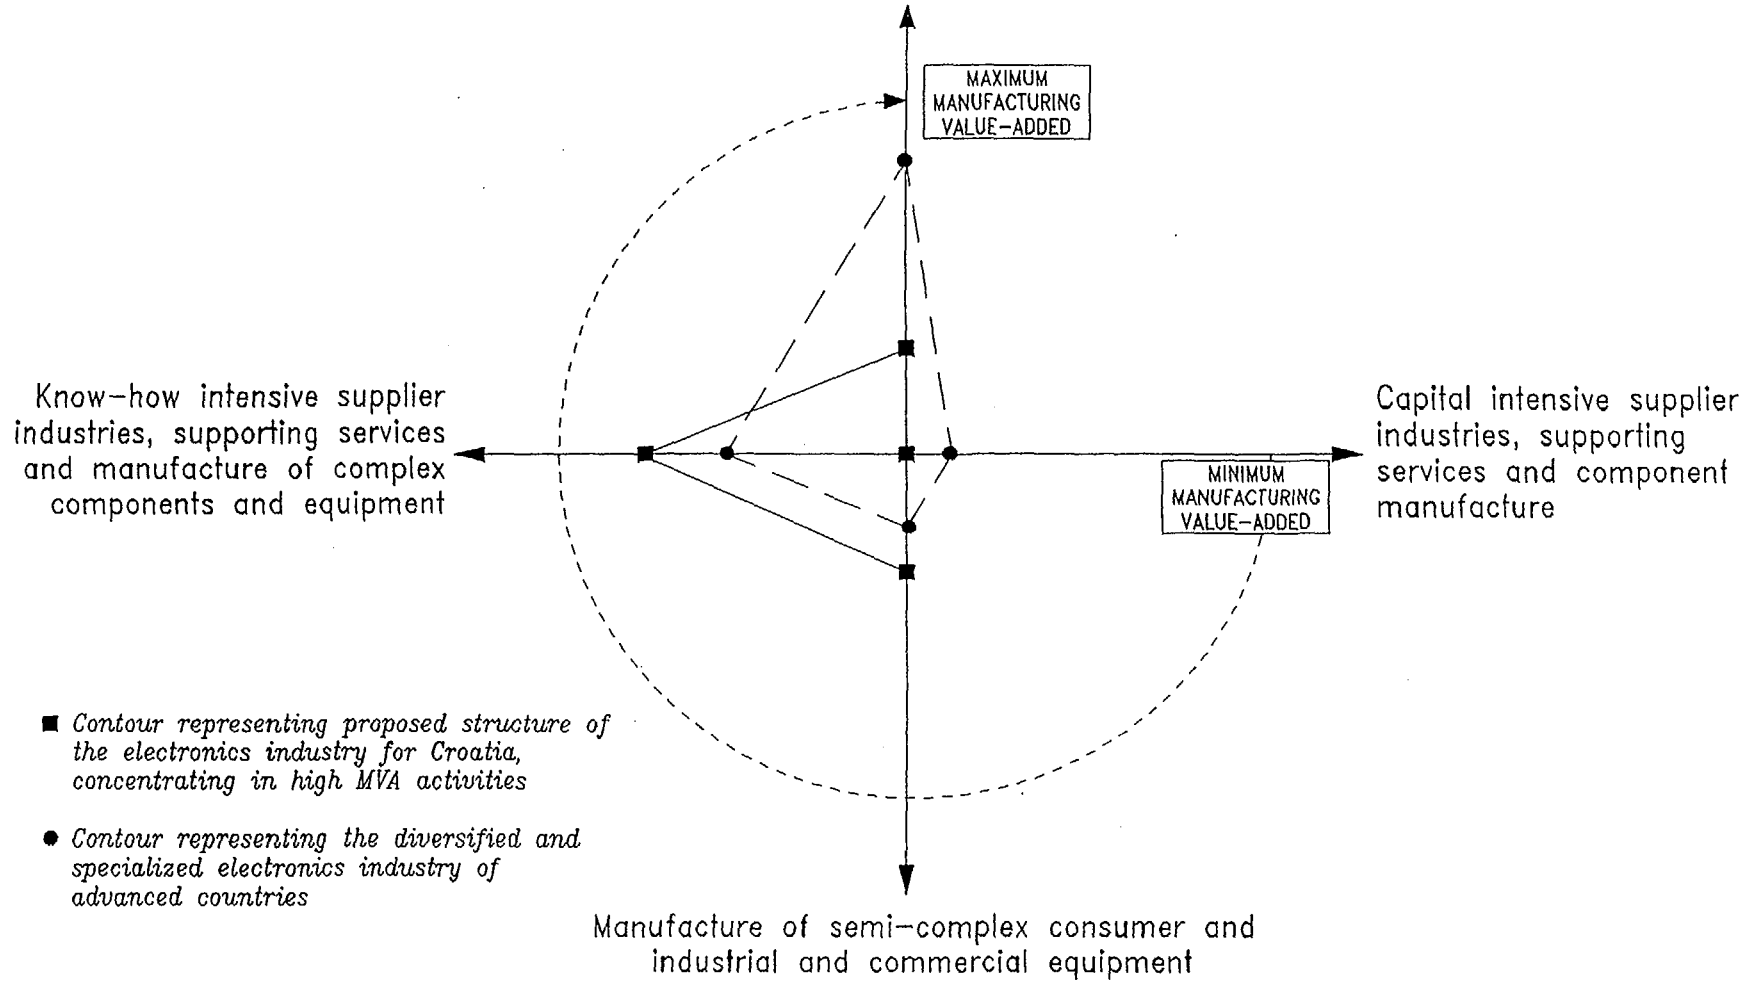 MAXIMUM
MANUFACTURING
VALUE-ADDED
Know-how intensive supplier
industries, supporting services
and manufacture of complex
components and equipment
Capital intensive supplier
industries, supporting
services and component
manufacture
MINIMUM
MANUFACTURING
VALUE-ADDED
Contour representing proposed structure of
the electronics industry for Croatia,
concentrating in high MVA activities
Contour representing the diversified and
specialized electronics industry of
advanced countries
Manufacture of semi-complex consumer and
industrial and commercial equipment